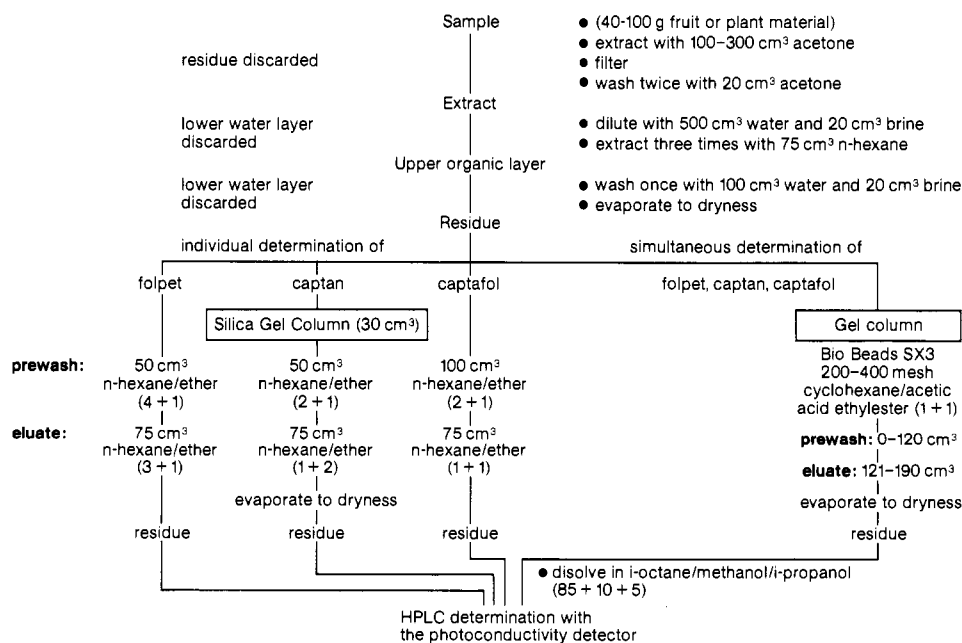 Sample
• (40-100 g fruit or plant material)
• extract with 100–300 cm³ acetone
residue discarded
• filter
• wash twice with 20 cm³ acetone
Extract
lower water layer
discarded
• dilute with 500 cm³ water and 20 cm³ brine
• extract three times with 75 cm³ n-hexane
Upper organic layer
lower water layer
discarded
• wash once with 100 cm³ water and 20 cm³ brine
• evaporate to dryness
Residue
individual determination of
simultaneous determination of
folpet
captan
captafol
folpet, captan, captafol
Silica Gel Column (30 cm³)
Gel column
prewash:
50 cm³
n-hexane/ether
(4 + 1)
50 cm³
n-hexane/ether
(2 + 1)
100 cm³
n-hexane/ether
(2 + 1)
Bio Beads SX3
200–400 mesh
cyclohexane/acetic
acid ethylester (1 + 1)
eluate:
75 cm³
n-hexane/ether
(3 + 1)
75 cm³
n-hexane/ether
(1 + 2)
75 cm³
n-hexane/ether
(1 + 1)
prewash: 0–120 cm³
eluate: 121–190 cm³
evaporate to dryness
evaporate to dryness
residue
residue
residue
residue
• disolve in i-octane/methanol/i-propanol
(85 + 10 + 5)
HPLC determination with
the photoconductivity detector